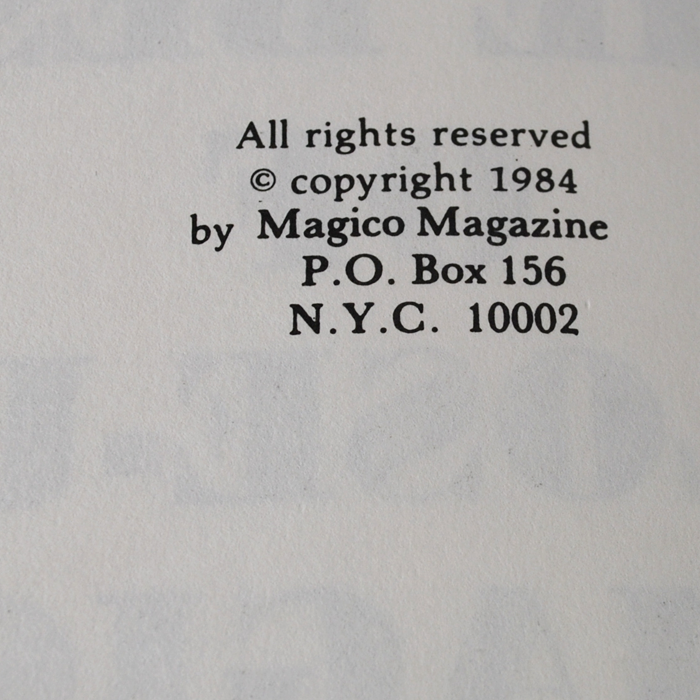 All rights reserved
© copyright 1984
by Magico Magazine
P.O. Box 156
N.Y.C. 10002